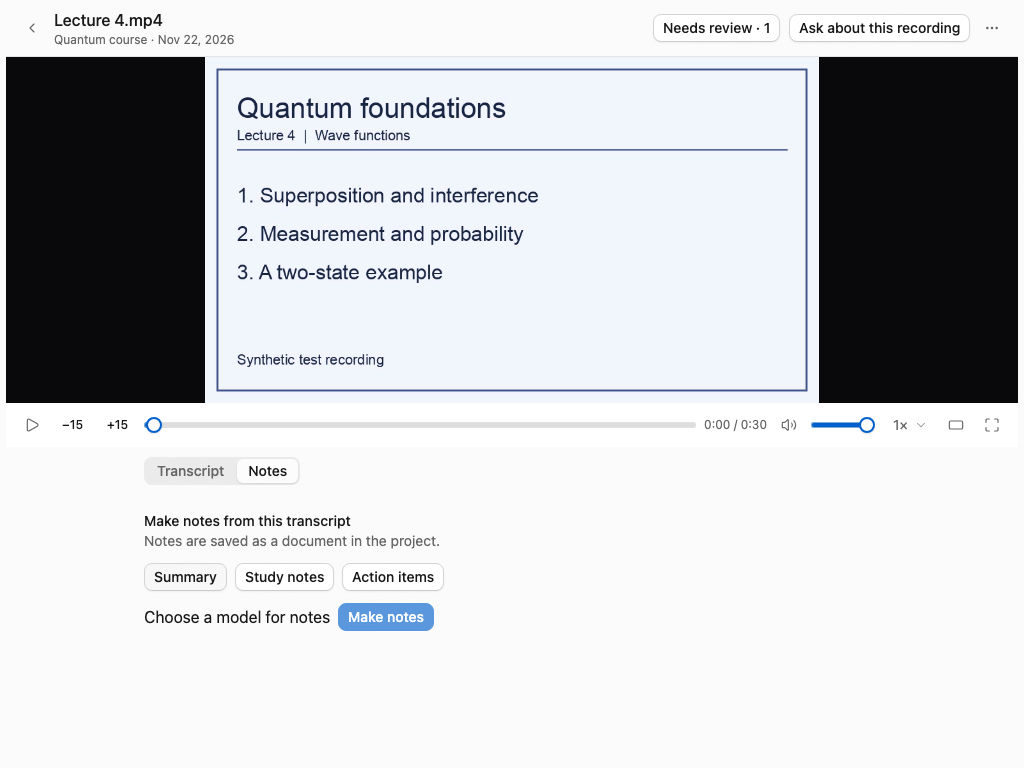 Lecture 4.mp4
Quantum course · Nov 22, 2026
Needs review · 1
Ask about this recording
Quantum foundations
Lecture 4 | Wave functions
1. Superposition and interference
2. Measurement and probability
3. A two-state example
Synthetic test recording
–15
+15
0:00 / 0:30
1×
Transcript
Notes
Make notes from this transcript
Notes are saved as a document in the project.
Summary
Study notes
Action items
Choose a model for notes
Make notes